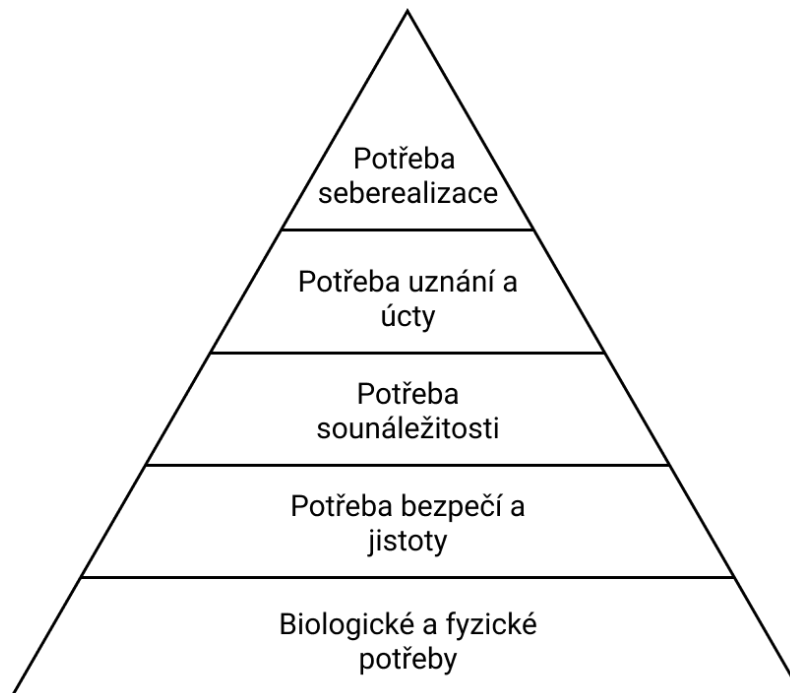 Potřeba
seberealizace
Potřeba uznání a
úcty
Potřeba
sounáležitosti
Potřeba bezpečí a
jistoty
Biologické a fyzické
potřeby